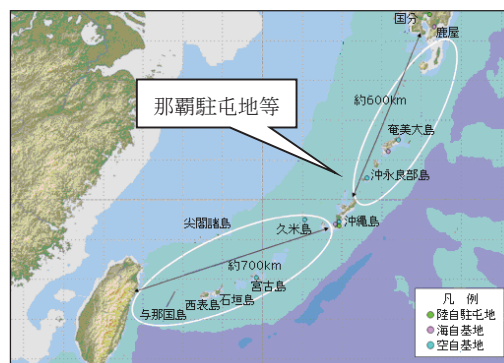 国分
鹿屋
那覇駐屯地等
約600km
奄美大島
沖永良部島
尖閣諸島
久米島
沖縄島
約700km
宮古島
石垣島
西表島
与那国島
凡 例
陸自駐屯地
海自基地
空自基地